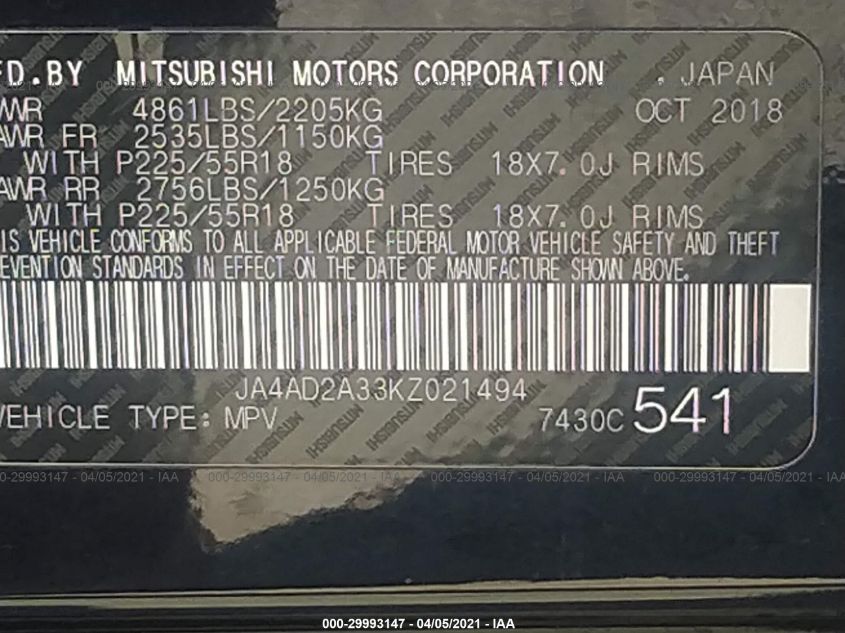 FD.BY MITSUBISHI MOTORS CORPORATION , JAPAN
WR 4861LBS/2205KG OCT 2018
AWR FR 2535LBS/1150KG
WITH P225/55R18 TIRES 18X7.0J RIMS
AWR RR 2756LBS/1250KG
WITH P225/55R18 TIRES 18X7.0J RIMS
IS VEHICLE CONFORMS TO ALL APPLICABLE FEDERAL MOTOR VEHICLE SAFETY AND THEFT
EVENTION STANDARDS IN EFFECT ON THE DATE OF MANUFACTURE SHOWN ABOVE.
JA4AD2A33KZ021494
VEHICLE TYPE: MPV 7430C 541
000-29993147 - 04/05/2021 - IAA